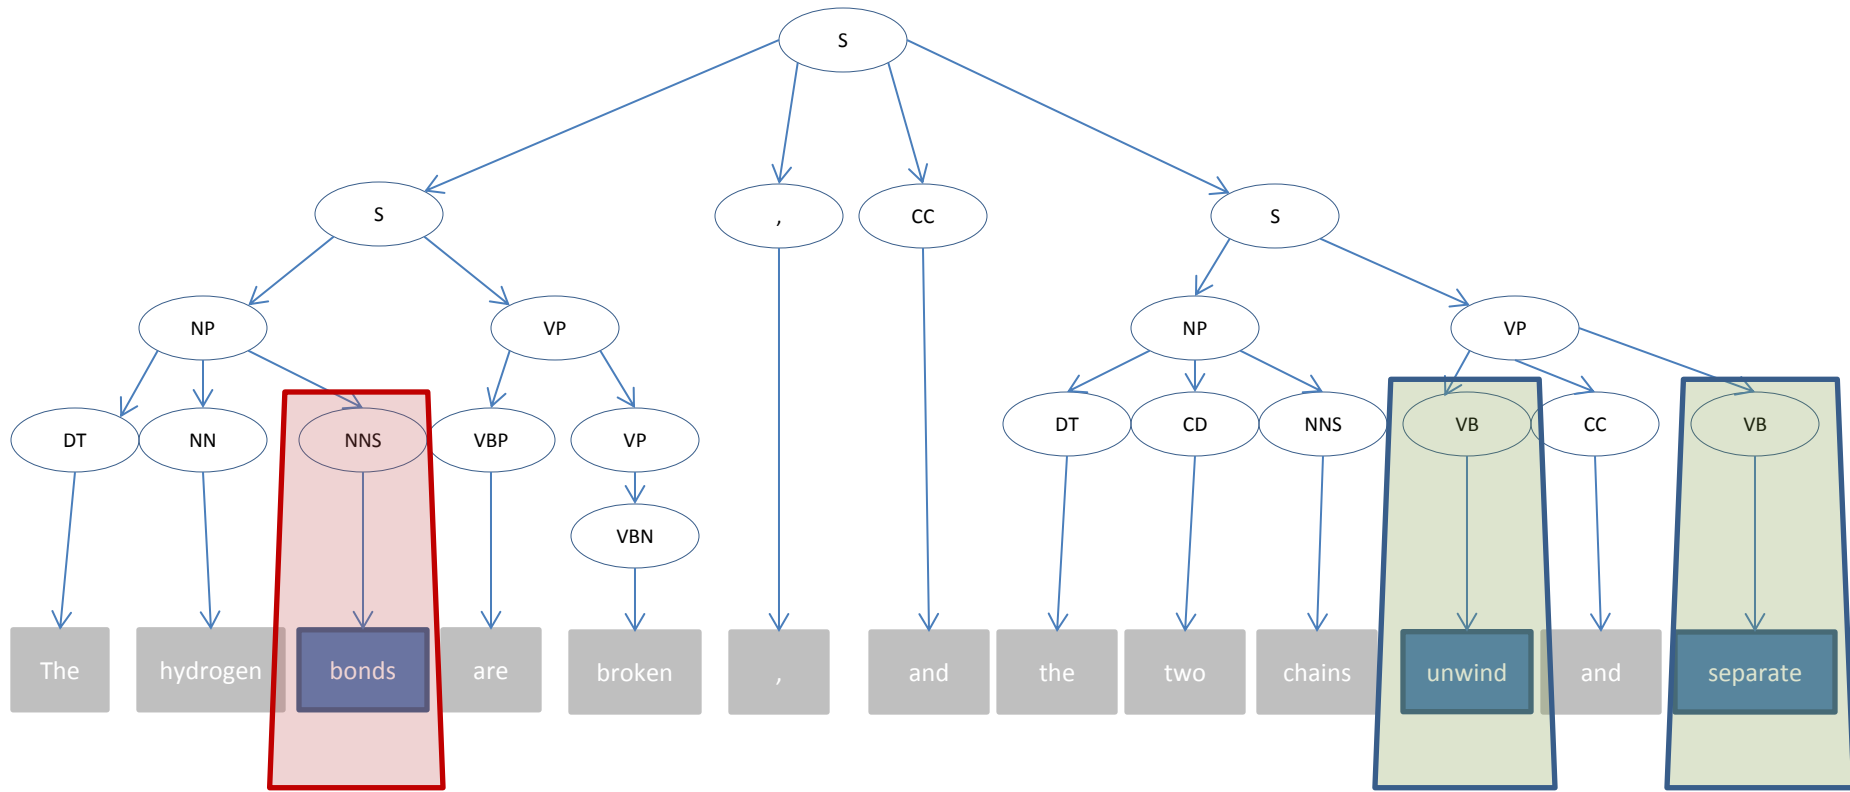 S
S , CC S
NP VP NP VP
DT NN NNS VBP VP DT CD NNS VB CC VB
VBN
The hydrogen bonds are broken , and the two chains unwind and separate